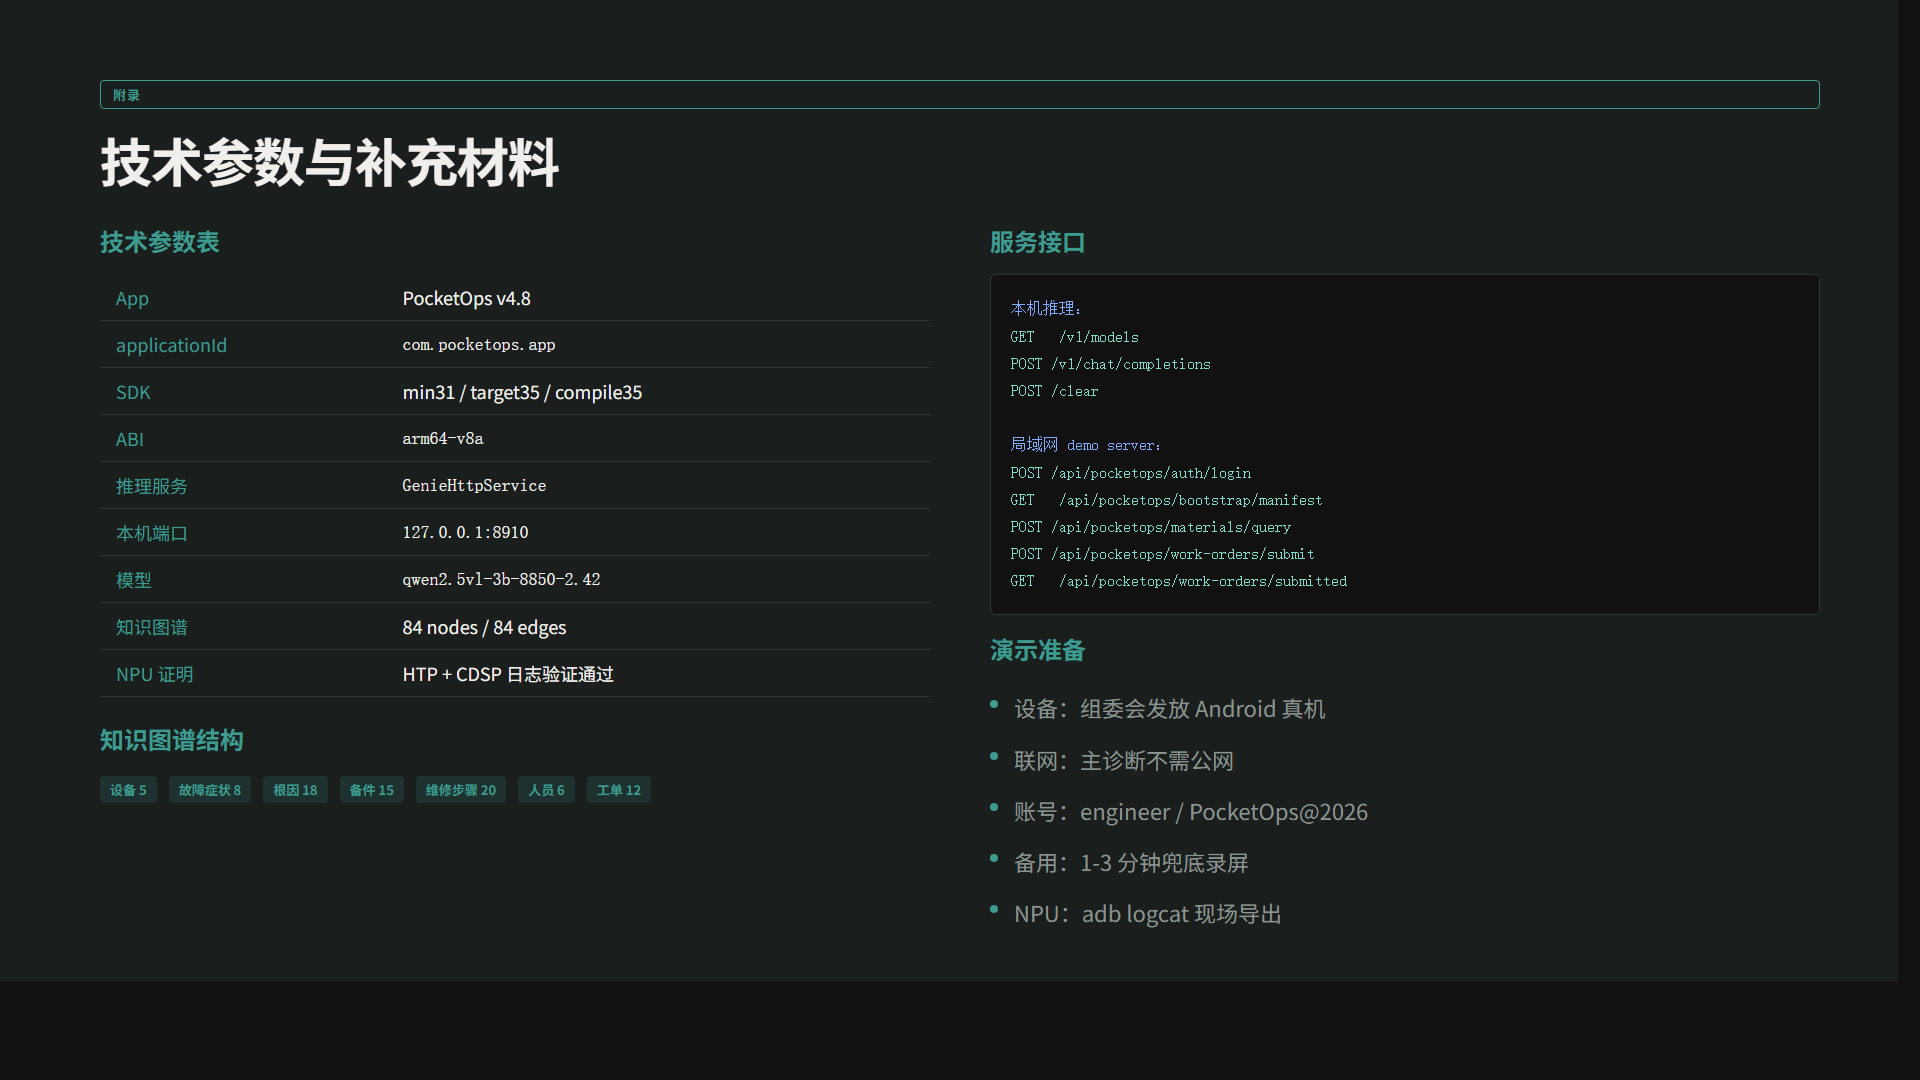 附录
技术参数与补充材料
技术参数表
App PocketOps v4.8
applicationId com.pocketops.app
SDK min31 / target35 / compile35
ABI arm64-v8a
推理服务 GenieHttpService
本机端口 127.0.0.1:8910
模型 qwen2.5vl-3b-8850-2.42
知识图谱 84 nodes / 84 edges
NPU 证明 HTP + CDSP 日志验证通过
知识图谱结构
设备 5 故障症状 8 根因 18 备件 15 维修步骤 20 人员 6 工单 12
服务接口
本机推理：
GET /v1/models
POST /v1/chat/completions
POST /clear
局域网 demo server：
POST /api/pocketops/auth/login
GET /api/pocketops/bootstrap/manifest
POST /api/pocketops/materials/query
POST /api/pocketops/work-orders/submit
GET /api/pocketops/work-orders/submitted
演示准备
设备：组委会发放 Android 真机
联网：主诊断不需公网
账号：engineer / PocketOps@2026
备用：1-3 分钟兜底录屏
NPU：adb logcat 现场导出